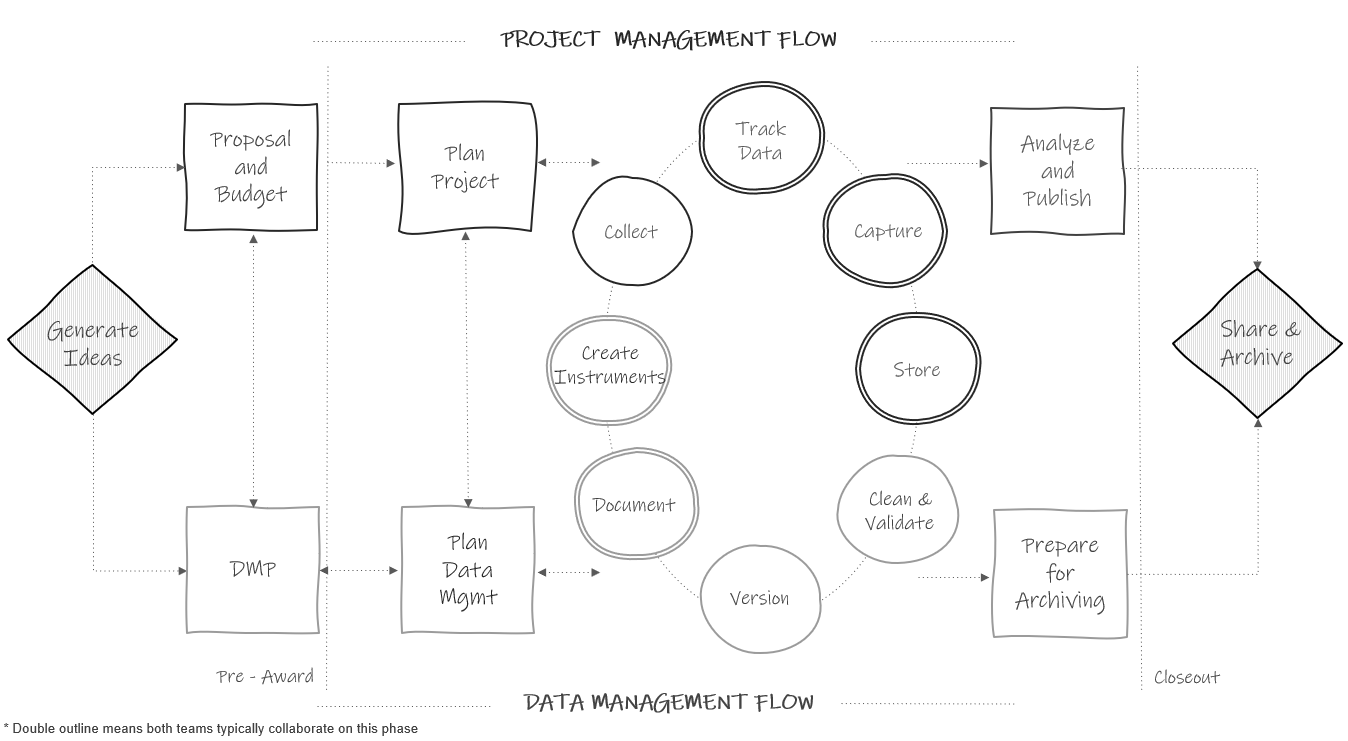 PROJECT MANAGEMENT FLOW
Proposal
and
Budget
Plan
Project
Track
Data
Analyze
and
Publish
Collect
Capture
Generate
Ideas
Create
Instruments
Store
Share &
Archive
Document
Clean &
Validate
DMP
Plan
Data
Mgmt
Version
Prepare
for
Archiving
Pre - Award
Closeout
DATA MANAGEMENT FLOW
* Double outline means both teams typically collaborate on this phase